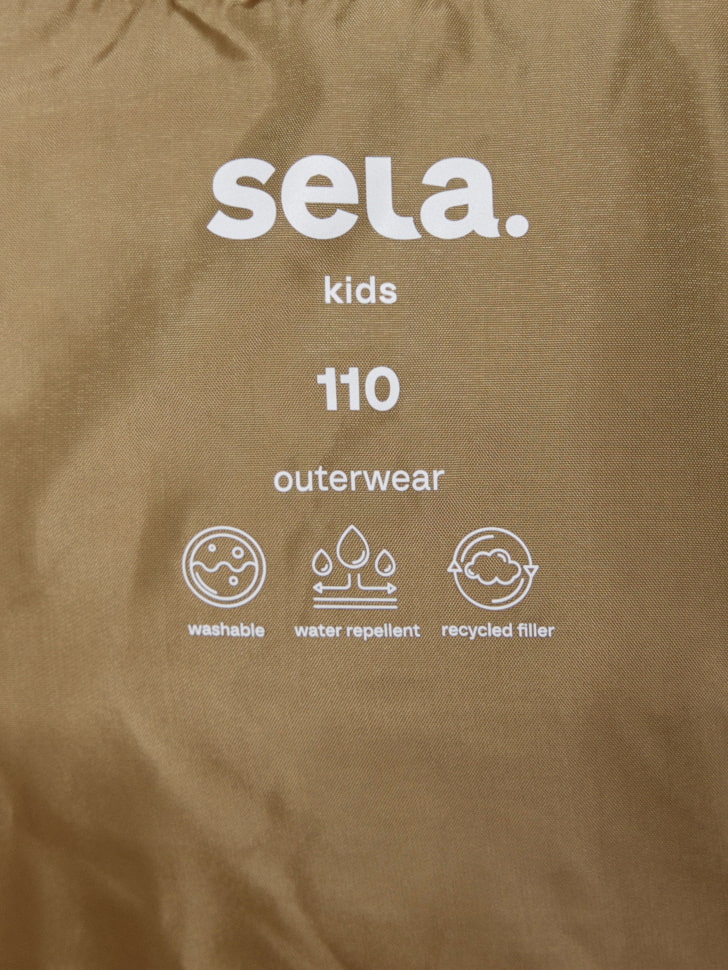 sela.
kids
110
outerwear
washable water repellent recycled filler